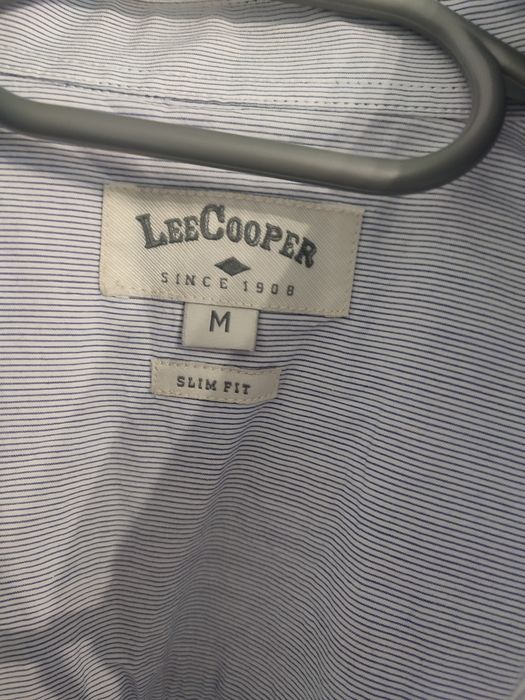 LEECOOPER
SINCE 1908
M
SLIM FIT